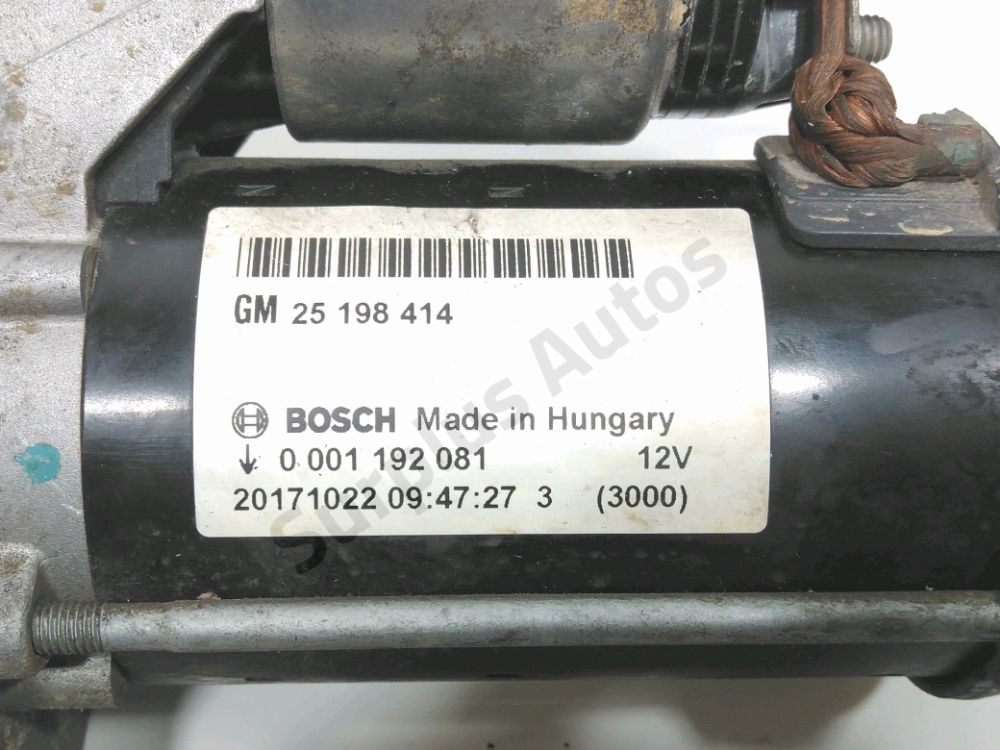 GM 25 198 414
BOSCH Made in Hungary
0 001 192 081 12V
20171022 09:47:27 3 (3000)
Surplus Autos